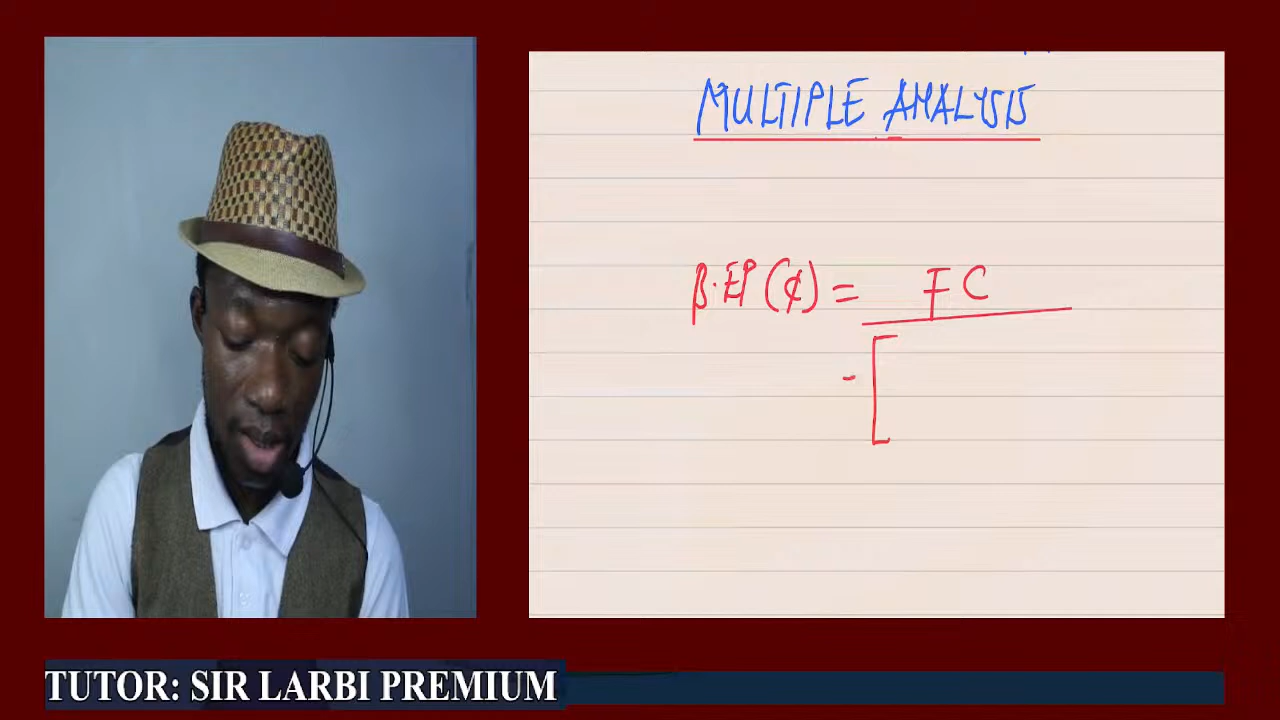 MULTIPLE ANALYSIS
B.EP (₵) = FC
- [
TUTOR: SIR LARBI PREMIUM